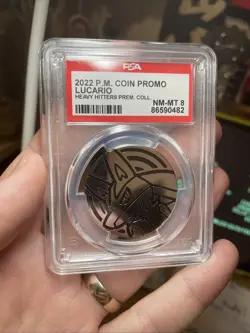 PSA
2022 P.M. COIN PROMO
LUCARIO
HEAVY HITTERS PREM. COLL.
NM-MT 8
86590482